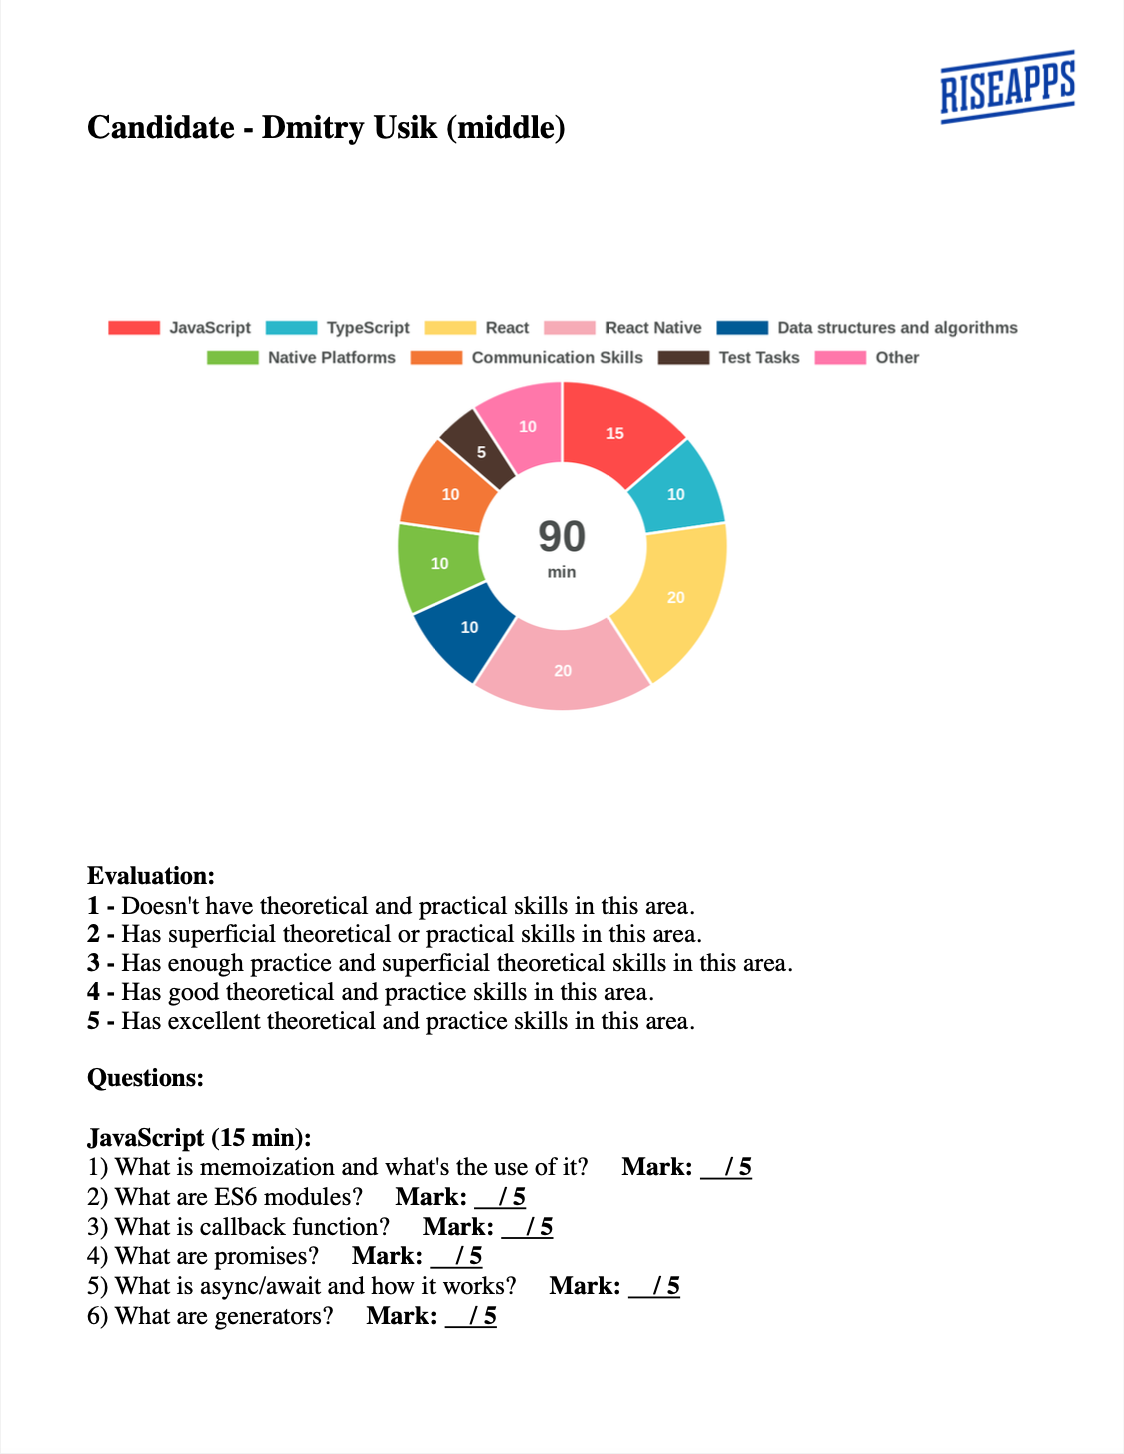 RISEAPPS
Candidate - Dmitry Usik (middle)
JavaScript TypeScript React React Native Data structures and algorithms
Native Platforms Communication Skills Test Tasks Other
10 15
5
10 10
90
min
10 20
10
20
Evaluation:
1 - Doesn't have theoretical and practical skills in this area.
2 - Has superficial theoretical or practical skills in this area.
3 - Has enough practice and superficial theoretical skills in this area.
4 - Has good theoretical and practice skills in this area.
5 - Has excellent theoretical and practice skills in this area.
Questions:
JavaScript (15 min):
1) What is memoization and what's the use of it? Mark: __/ 5
2) What are ES6 modules? Mark: __/ 5
3) What is callback function? Mark: __/ 5
4) What are promises? Mark: __/ 5
5) What is async/await and how it works? Mark: __/ 5
6) What are generators? Mark: __/ 5